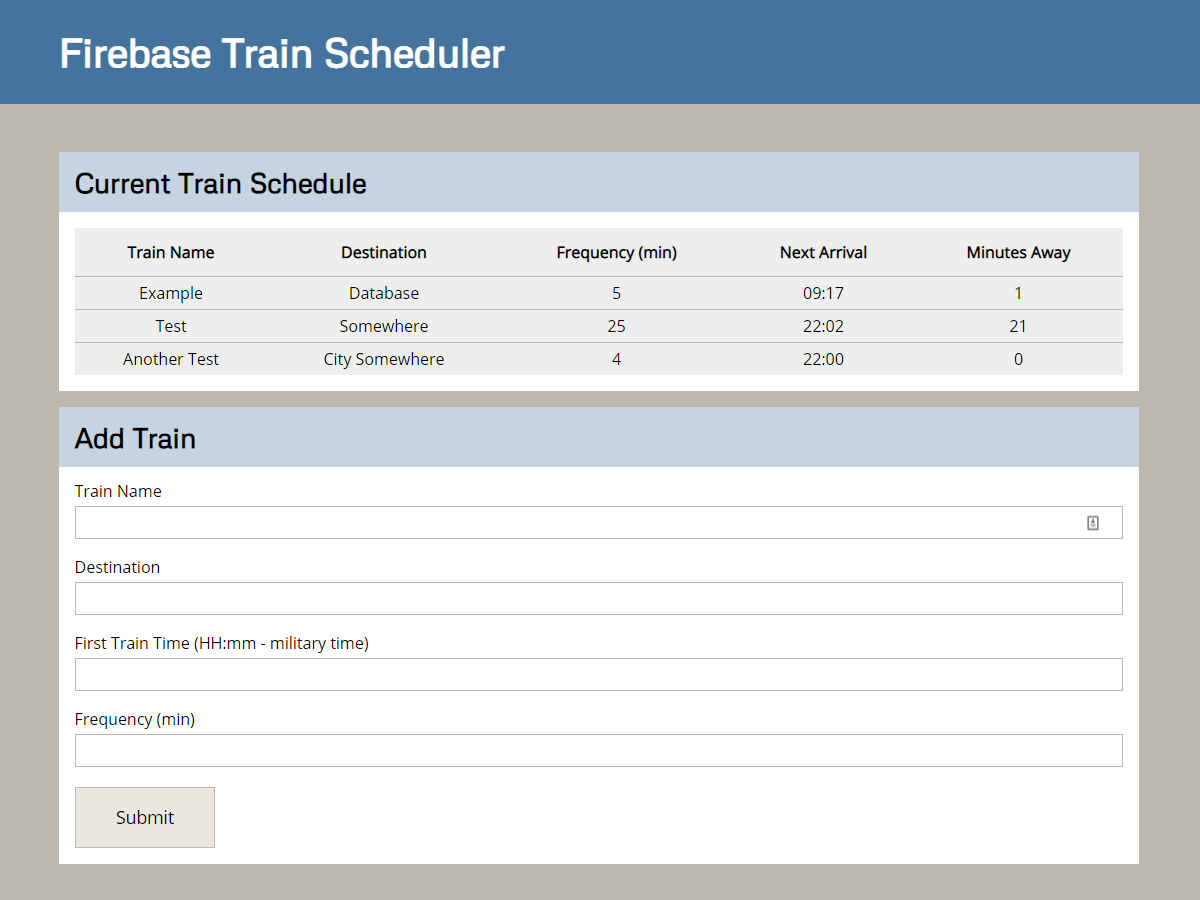 Firebase Train Scheduler
Current Train Schedule
Train Name Destination Frequency (min) Next Arrival Minutes Away
Example Database 5 09:17 1
Test Somewhere 25 22:02 21
Another Test City Somewhere 4 22:00 0
Add Train
Train Name
Destination
First Train Time (HH:mm - military time)
Frequency (min)
Submit